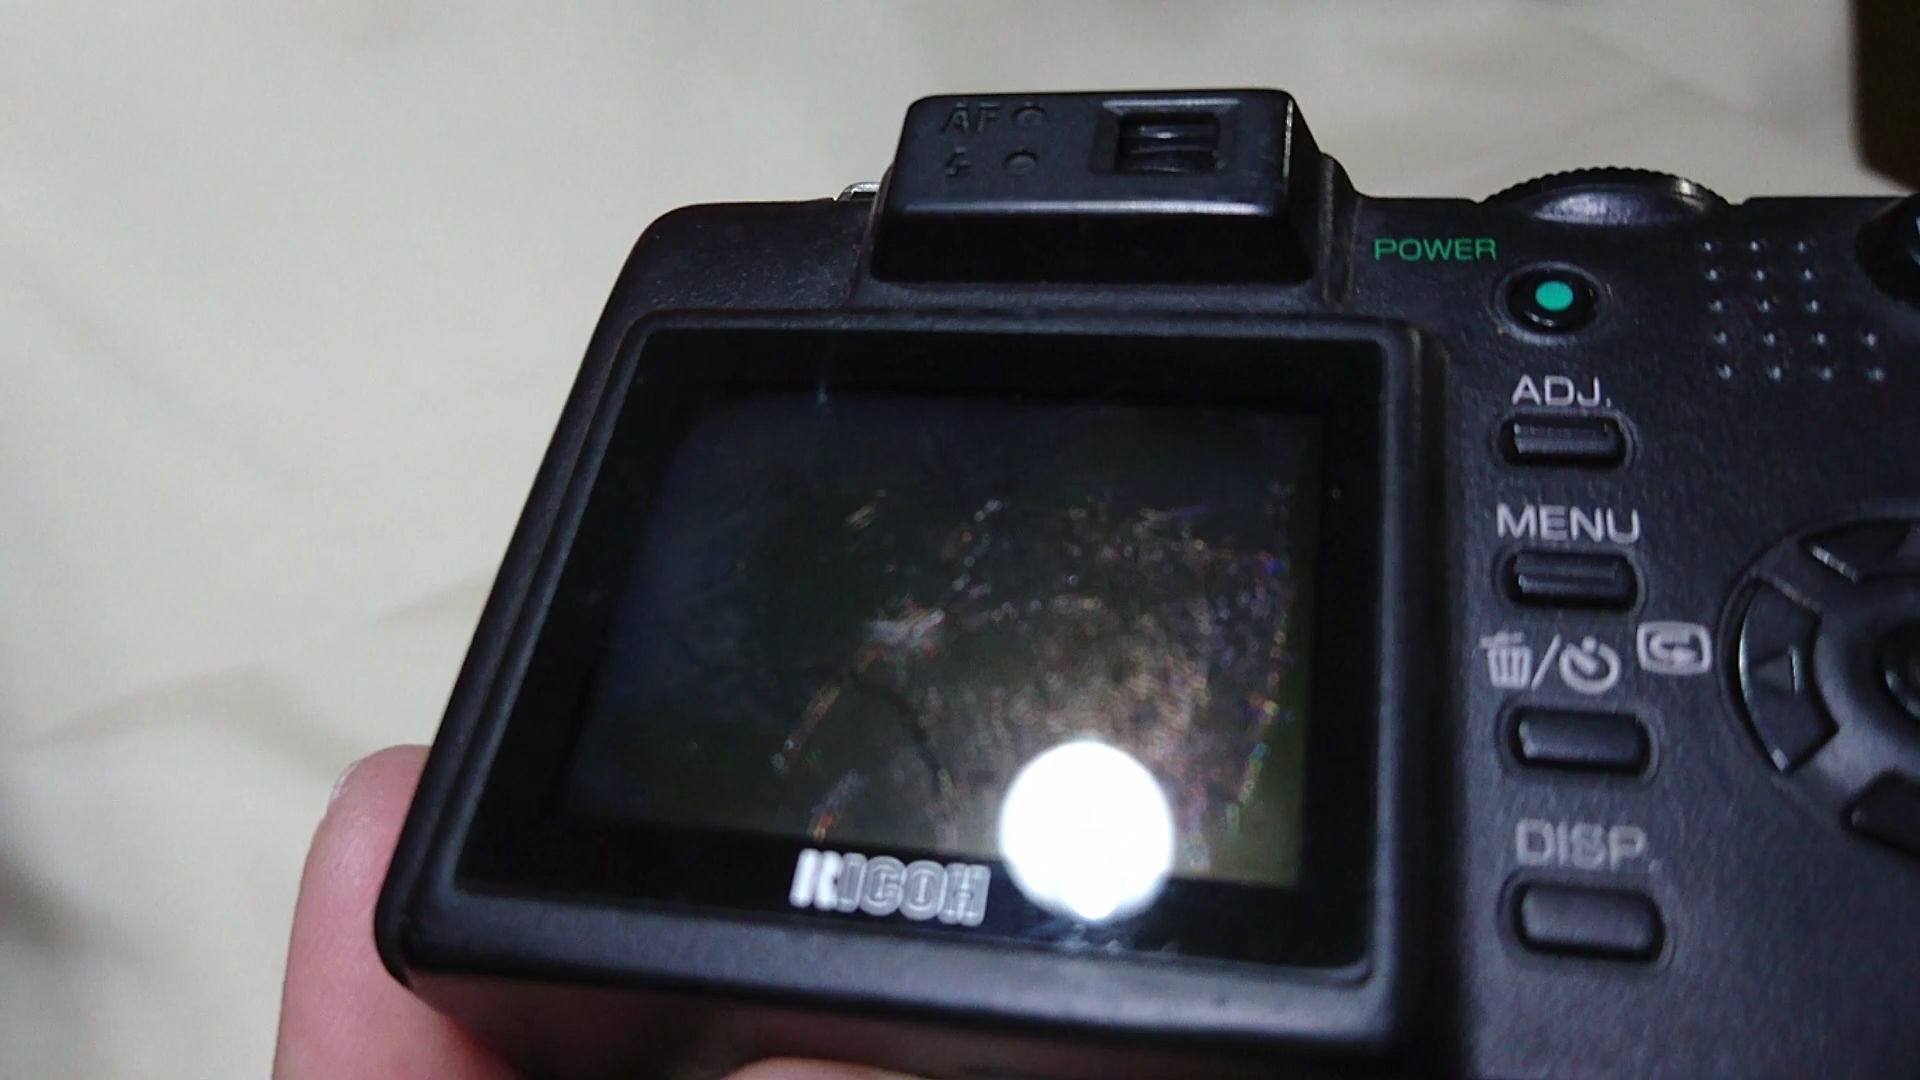 AF
POWER
ADJ.
MENU
/
DISP.
RICOH